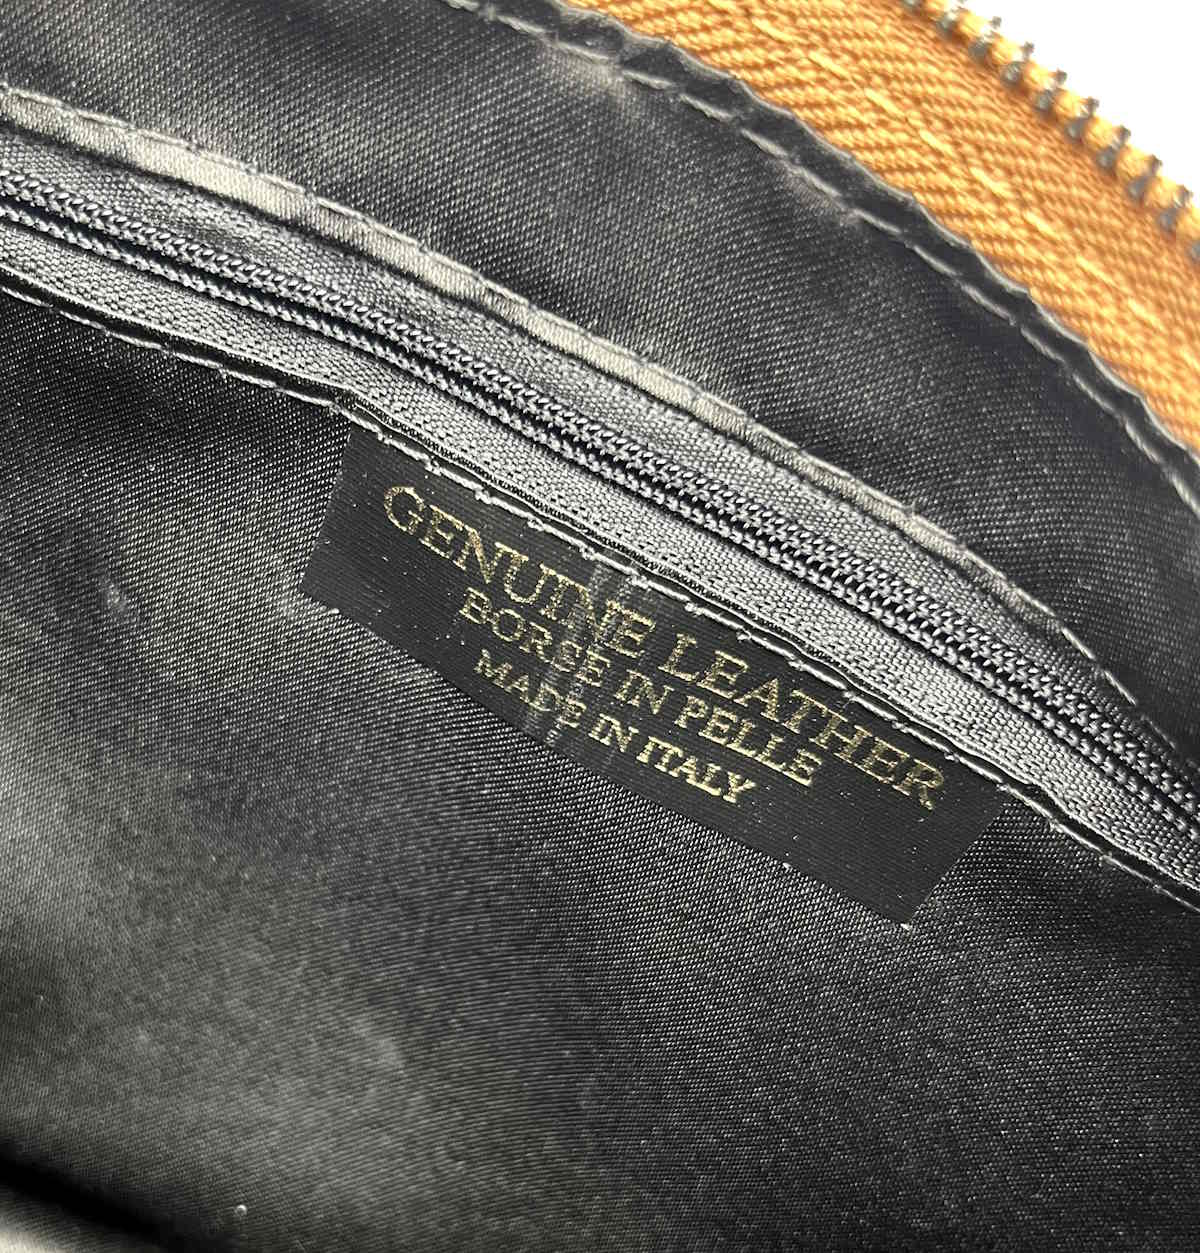 GENUINE LEATHER
BORSE IN PELLE
MADE IN ITALY